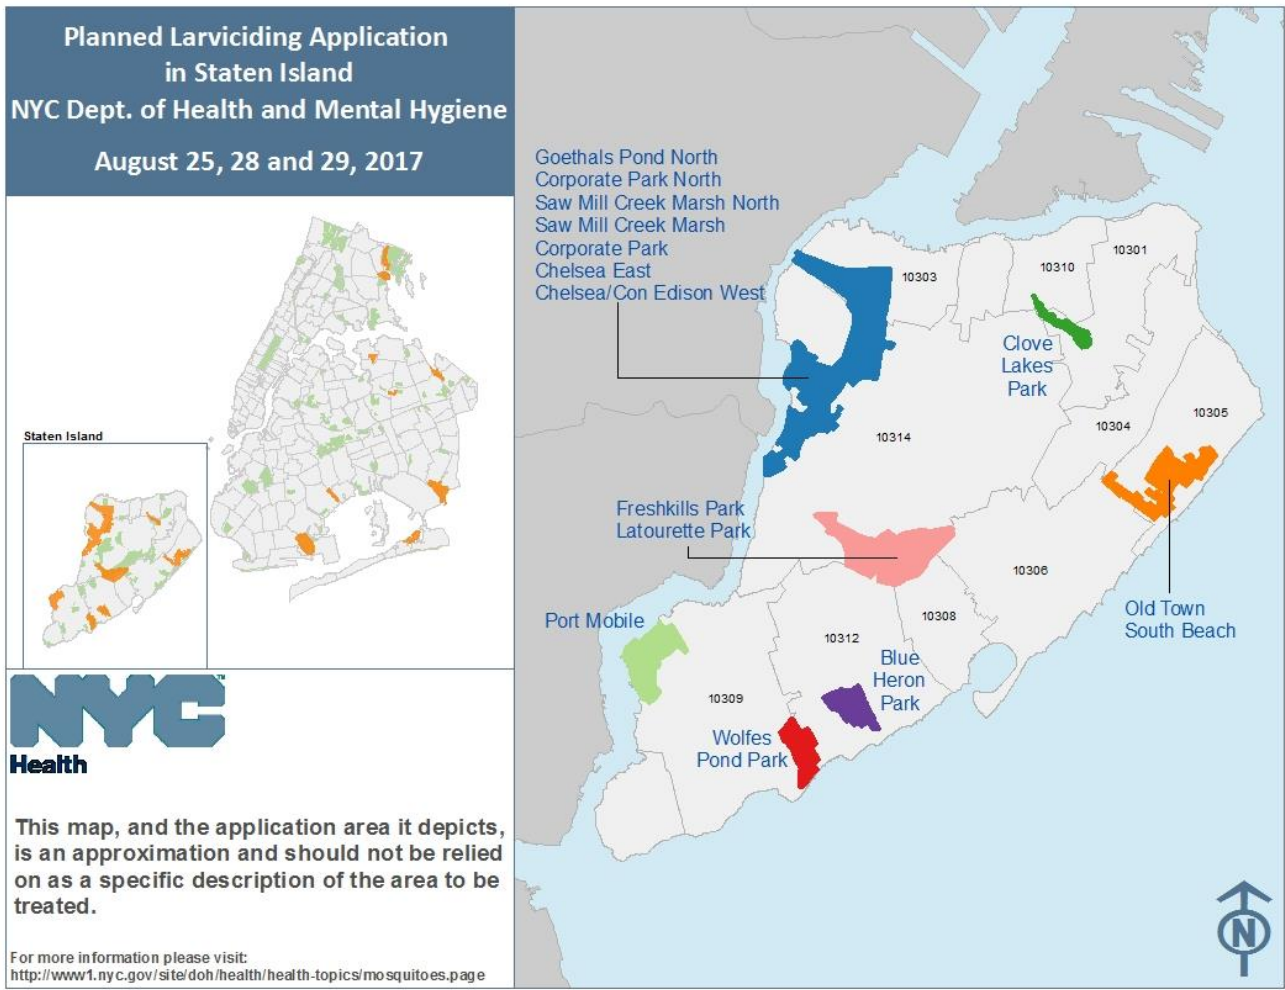 Planned Larviciding Application
in Staten Island
NYC Dept. of Health and Mental Hygiene
August 25, 28 and 29, 2017
Staten Island
NYC
Health
This map, and the application area it depicts,
is an approximation and should not be relied
on as a specific description of the area to be
treated.
For more information please visit:
http://www1.nyc.gov/site/doh/health/health-topics/mosquitoes.page
Goethals Pond North
Corporate Park North
Saw Mill Creek Marsh North
Saw Mill Creek Marsh
Corporate Park
Chelsea East
Chelsea/Con Edison West
10303
10310
10301
Clove
Lakes
Park
10314
10304
10305
Freshkills Park
Latourette Park
10306
Old Town
South Beach
Port Mobile
10312
10308
Blue
Heron
Park
10309
Wolfes
Pond Park
N